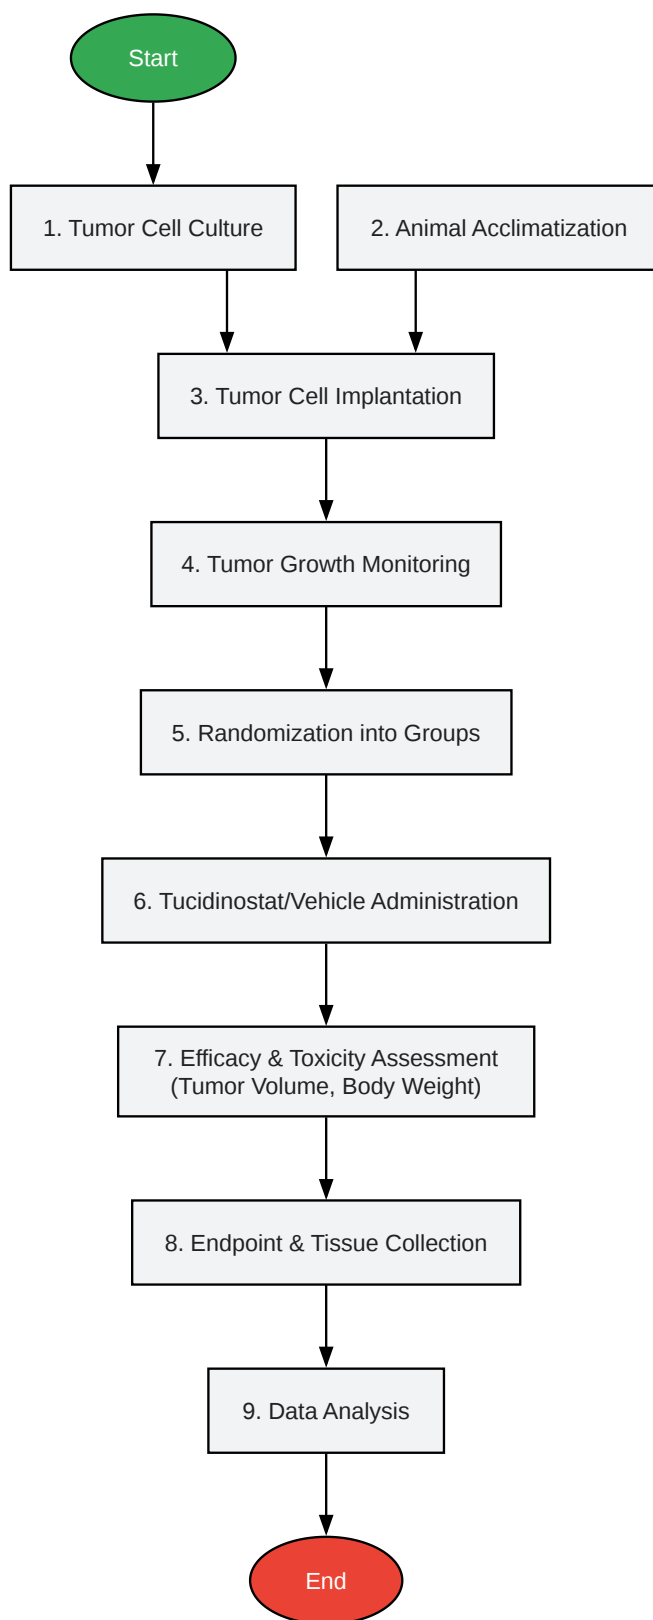 Start
1. Tumor Cell Culture
2. Animal Acclimatization
3. Tumor Cell Implantation
4. Tumor Growth Monitoring
5. Randomization into Groups
6. Tucidinostat/Vehicle Administration
7. Efficacy & Toxicity Assessment
(Tumor Volume, Body Weight)
8. Endpoint & Tissue Collection
9. Data Analysis
End